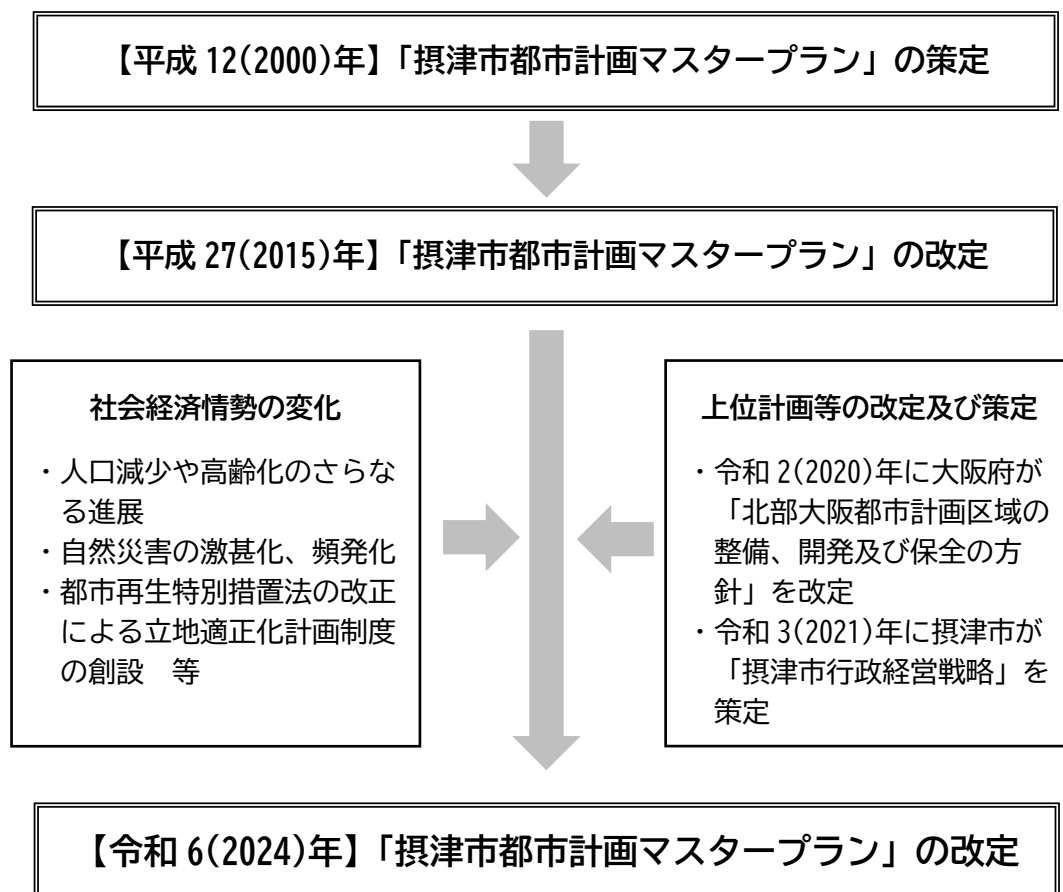 【平成 12(2000)年】「摂津市都市計画マスタープラン」の策定
【平成 27(2015)年】「摂津市都市計画マスタープラン」の改定
社会経済情勢の変化
・人口減少や高齢化のさらな
る進展
・自然災害の激甚化、頻発化
・都市再生特別措置法の改正
による立地適正化計画制度
の創設　等
上位計画等の改定及び策定
・令和 2(2020)年に大阪府が
「北部大阪都市計画区域の
整備、開発及び保全の方
針」を改定
・令和 3(2021)年に摂津市が
「摂津市行政経営戦略」を
策定
【令和 6(2024)年】「摂津市都市計画マスタープラン」の改定